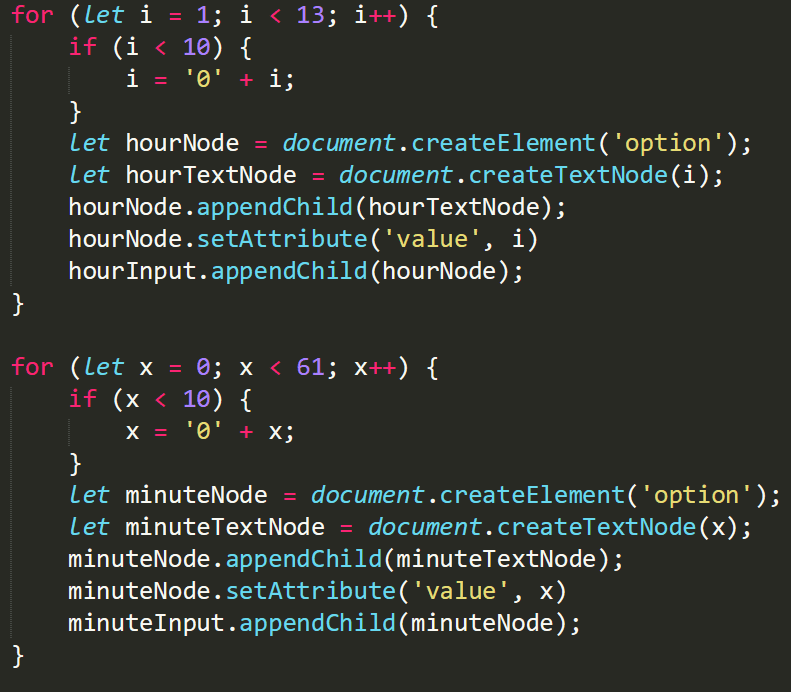 for (let i = 1; i < 13; i++) {
    if (i < 10) {
        i = '0' + i;
    }
    let hourNode = document.createElement('option');
    let hourTextNode = document.createTextNode(i);
    hourNode.appendChild(hourTextNode);
    hourNode.setAttribute('value', i)
    hourInput.appendChild(hourNode);
}

for (let x = 0; x < 61; x++) {
    if (x < 10) {
        x = '0' + x;
    }
    let minuteNode = document.createElement('option');
    let minuteTextNode = document.createTextNode(x);
    minuteNode.appendChild(minuteTextNode);
    minuteNode.setAttribute('value', x)
    minuteInput.appendChild(minuteNode);
}